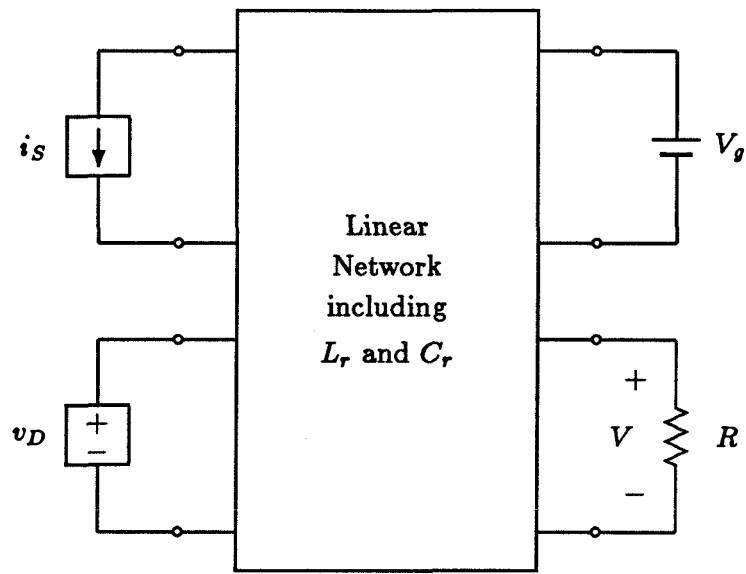 i_S
v_D
+
−
Linear
Network
including
L_r and C_r
V_g
+
V
−
R